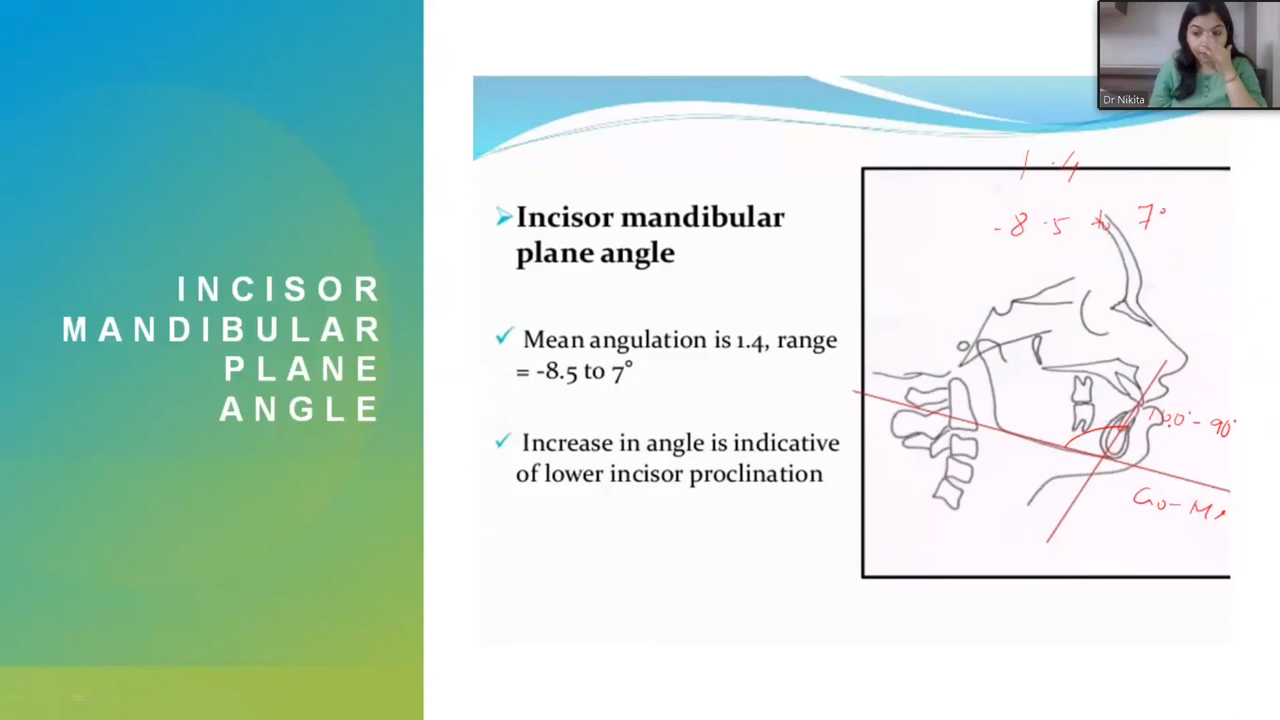 INCISOR
MANDIBULAR
PLANE
ANGLE
Incisor mandibular
plane angle
Mean angulation is 1.4, range
= -8.5 to 7°
Increase in angle is indicative
of lower incisor proclination
1.4
-8.5 to 7°
- 90°
Go-M
Dr Nikita